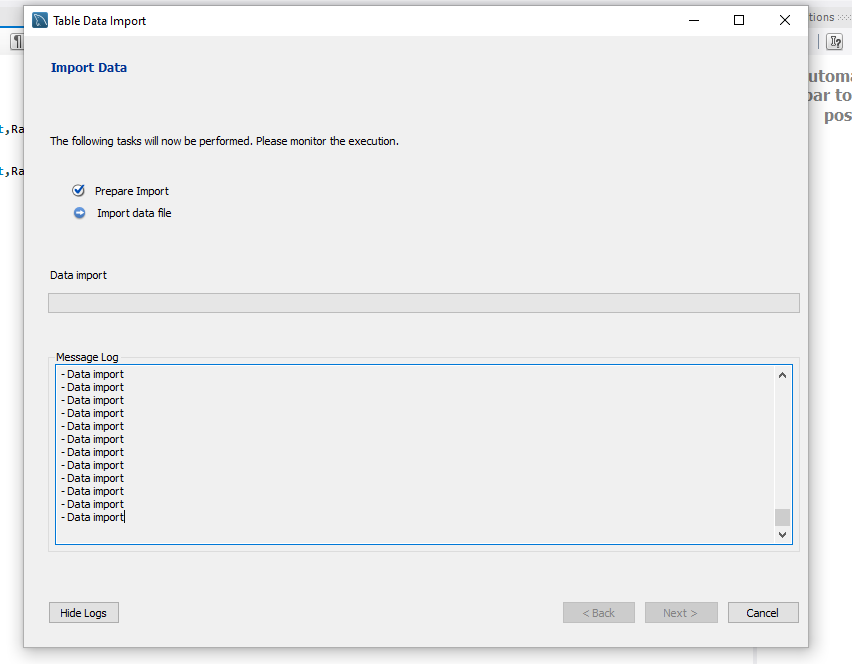 Table Data Import
tions
Import Data
utoma
bar to
pos
t,Ra
The following tasks will now be performed. Please monitor the execution.
t,Ra
Prepare Import
Import data file
Data import
Message Log
- Data import
- Data import
- Data import
- Data import
- Data import
- Data import
- Data import
- Data import
- Data import
- Data import
- Data import
- Data import
Hide Logs
< Back
Next >
Cancel